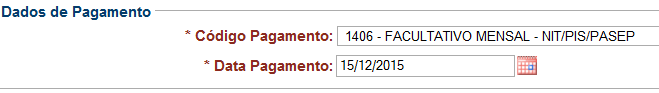 Dados de Pagamento
* Código Pagamento: 1406 - FACULTATIVO MENSAL - NIT/PIS/PASEP
* Data Pagamento: 15/12/2015